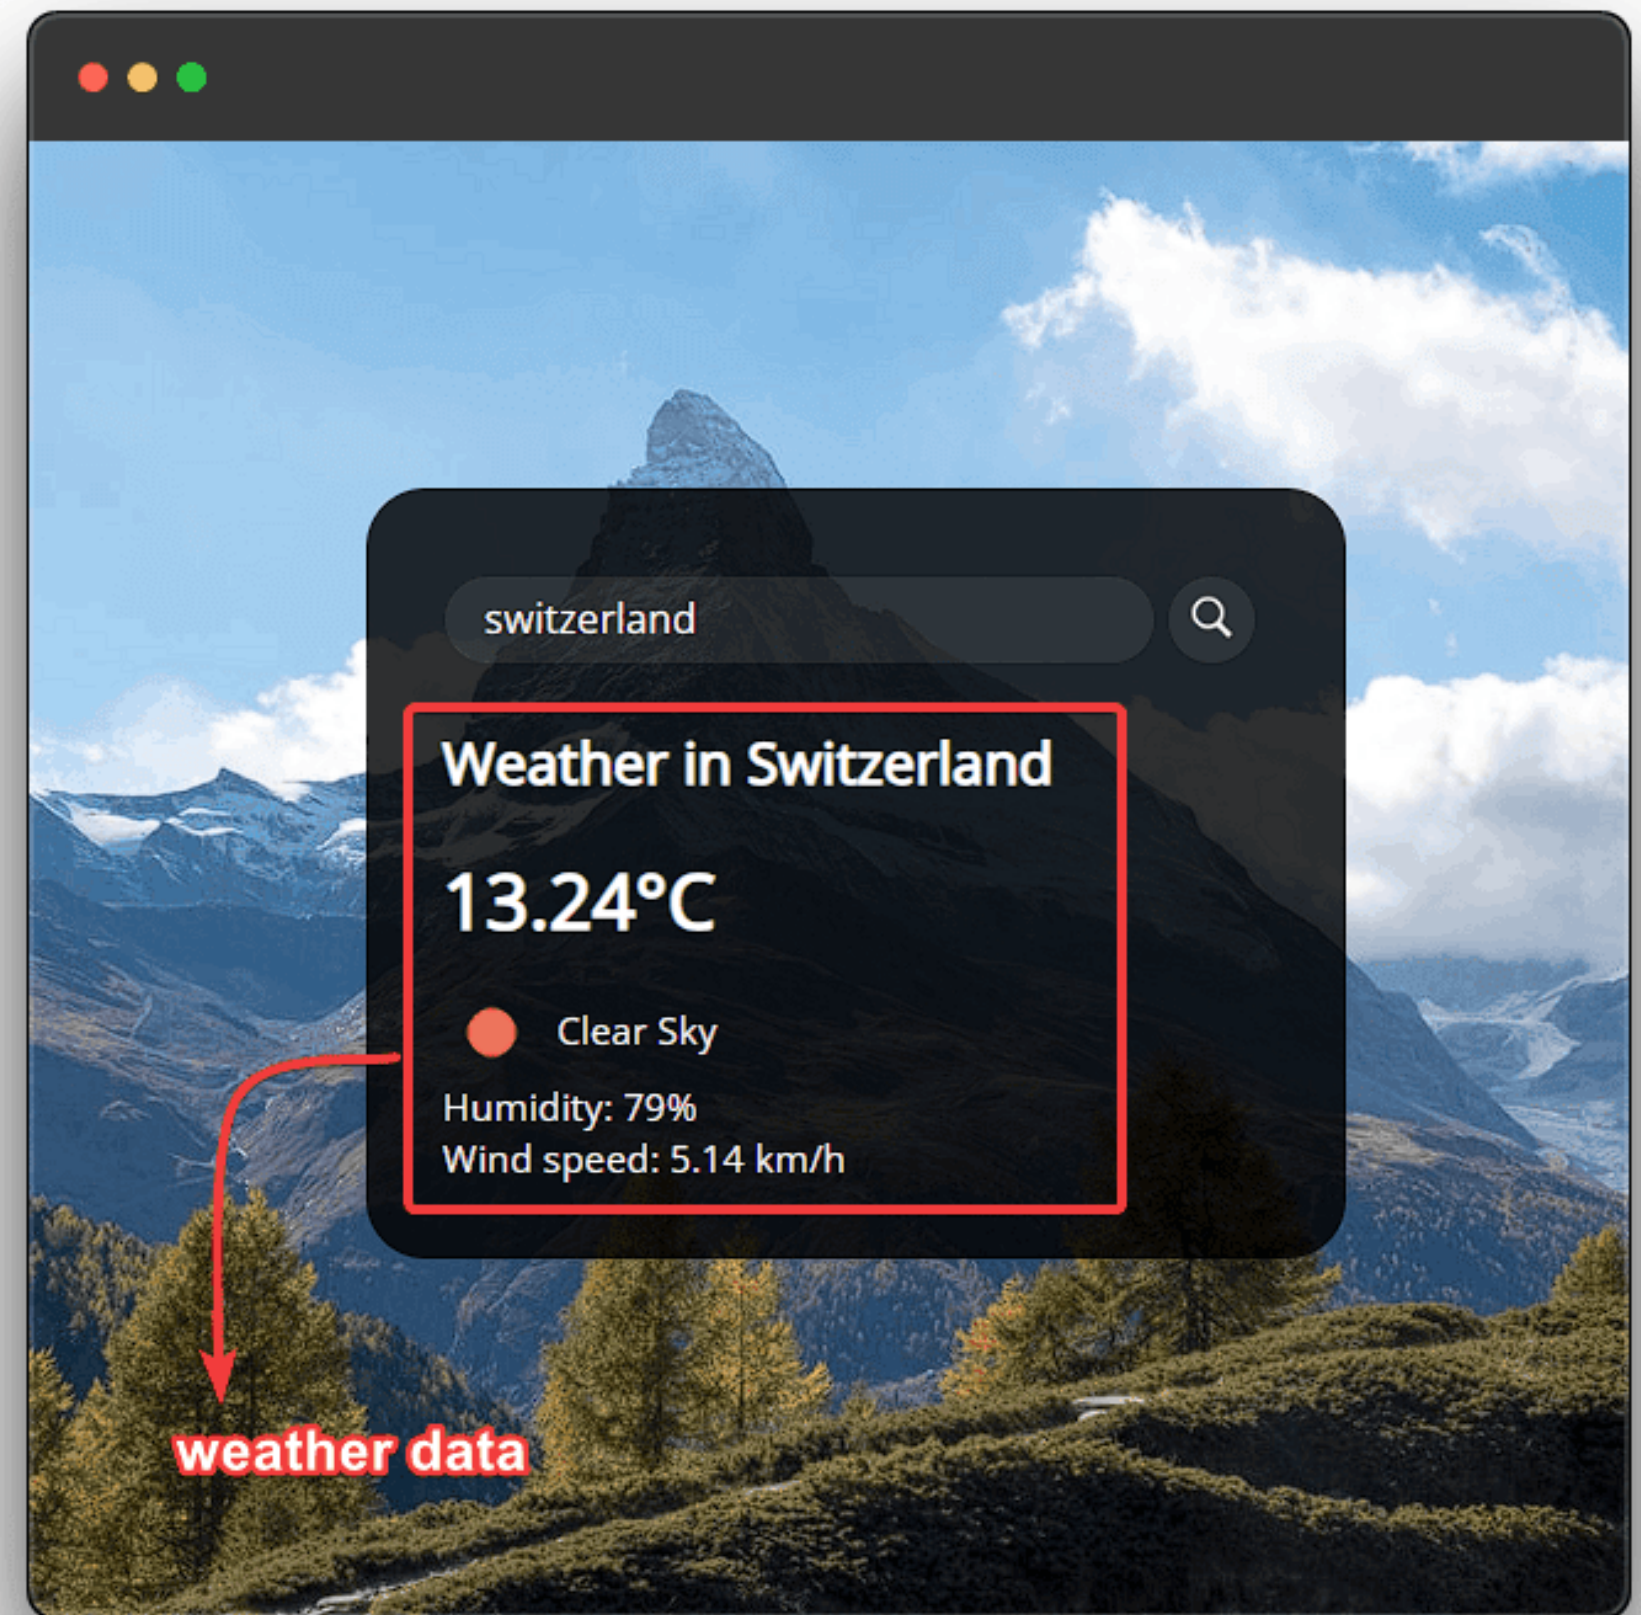 switzerland
Weather in Switzerland
13.24°C
Clear Sky
Humidity: 79%
Wind speed: 5.14 km/h
weather data